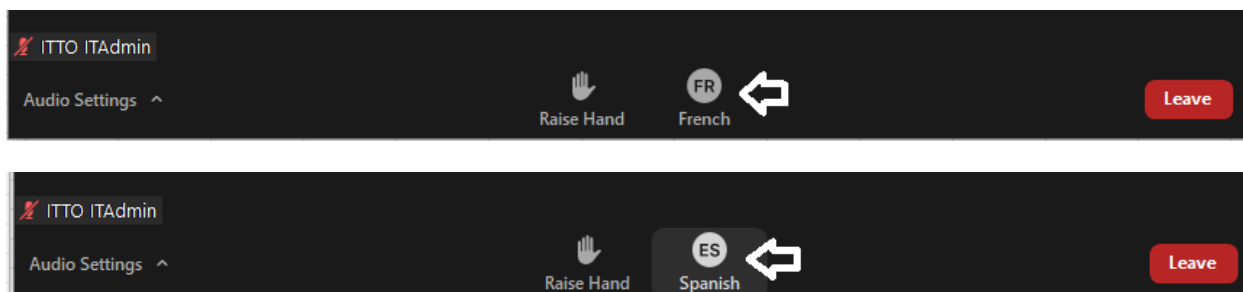 ITTO ITAdmin
FR
Audio Settings
Raise Hand French Leave
ITTO ITAdmin
ES
Audio Settings
Raise Hand Spanish Leave